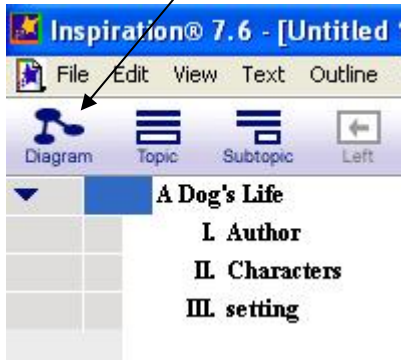 Inspiration® 7.6 - [Untitled
File Edit View Text Outline
Diagram Topic Subtopic Left
A Dog's Life
I. Author
II. Characters
III. setting